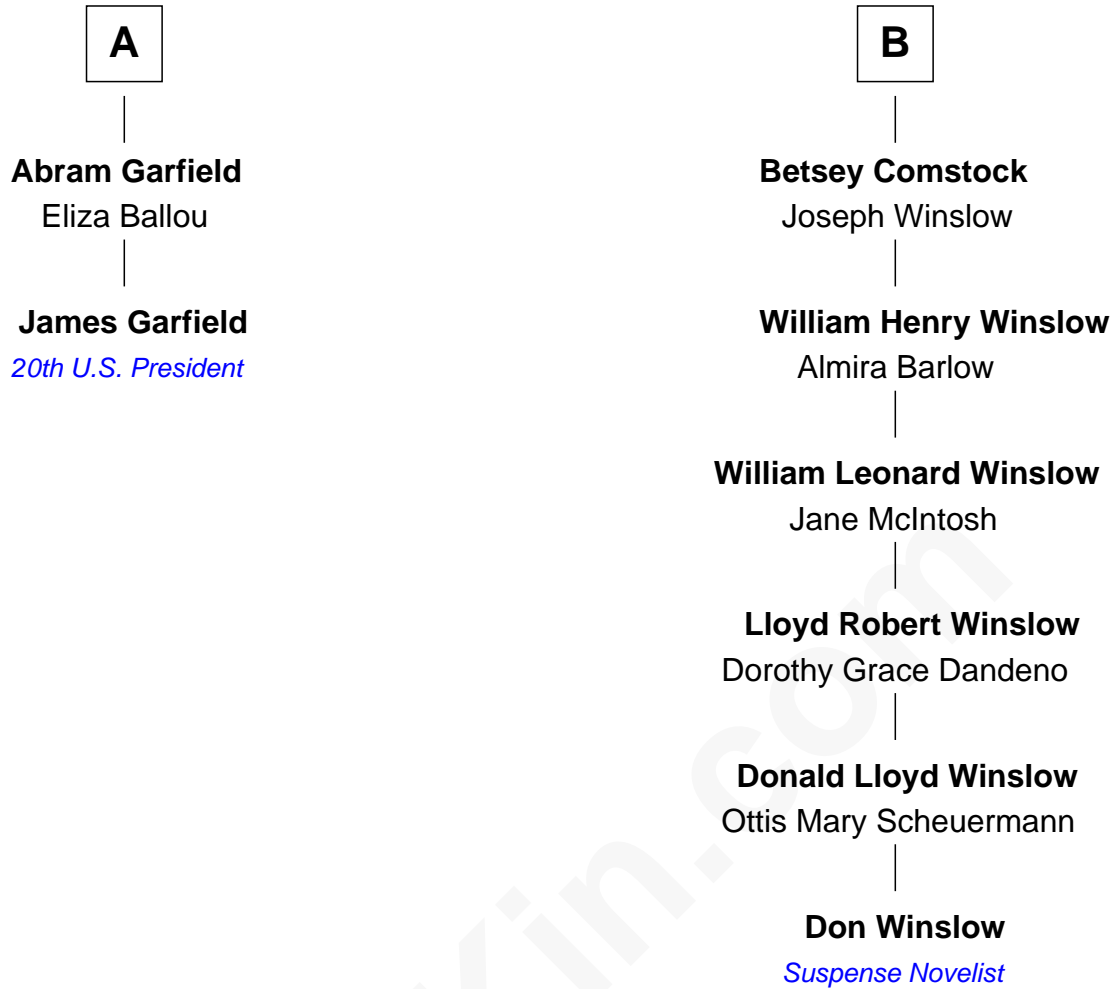 A
Abram Garfield
Eliza Ballou
James Garfield
20th U.S. President
B
Betsey Comstock
Joseph Winslow
William Henry Winslow
Almira Barlow
William Leonard Winslow
Jane McIntosh
Lloyd Robert Winslow
Dorothy Grace Dandeno
Donald Lloyd Winslow
Ottis Mary Scheuermann
Don Winslow
Suspense Novelist